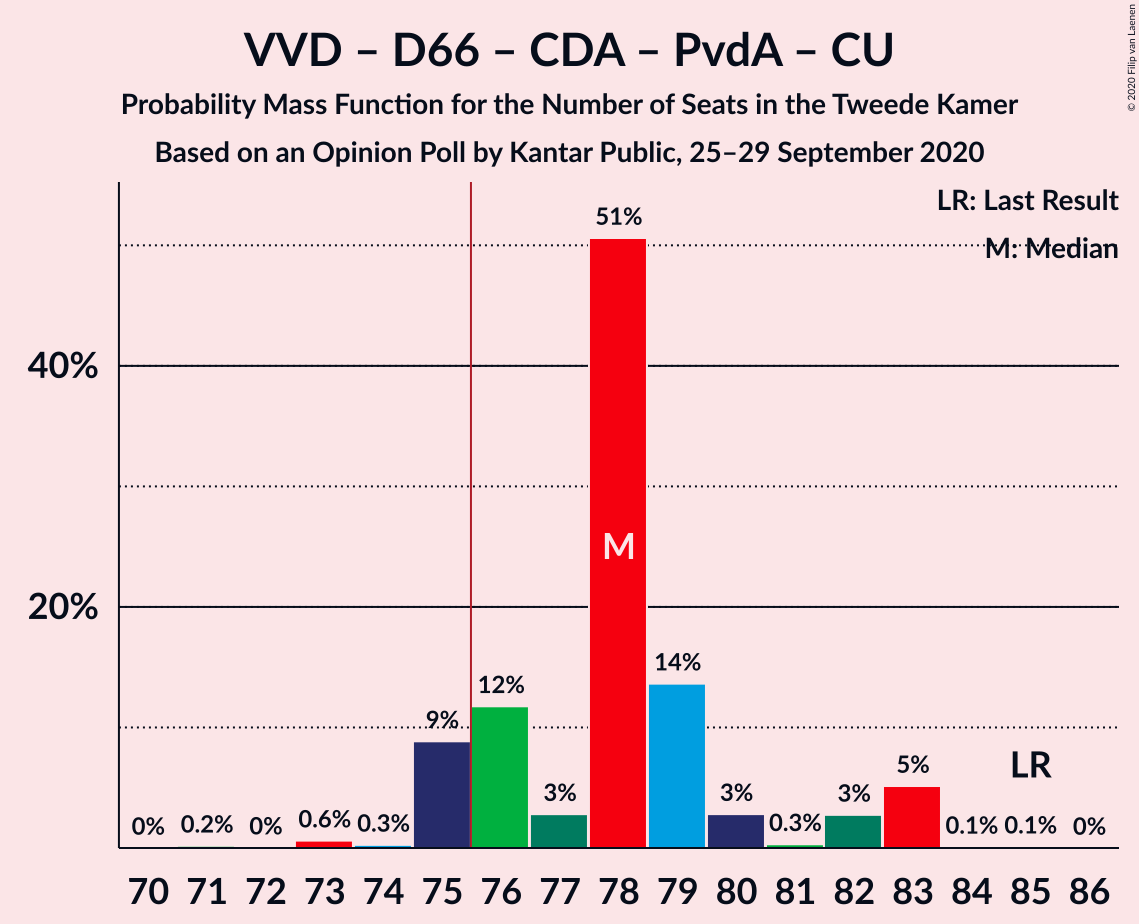 VVD – D66 – CDA – PvdA – CU
Probability Mass Function for the Number of Seats in the Tweede Kamer
Based on an Opinion Poll by Kantar Public, 25–29 September 2020
© 2020 Filip van Laenen
LR: Last Result
M: Median
40%
20%
0%
0.2%
0%
0.6%
0.3%
9%
12%
3%
51%
14%
3%
0.3%
3%
5%
0.1%
0.1%
0%
M
LR
70 71 72 73 74 75 76 77 78 79 80 81 82 83 84 85 86